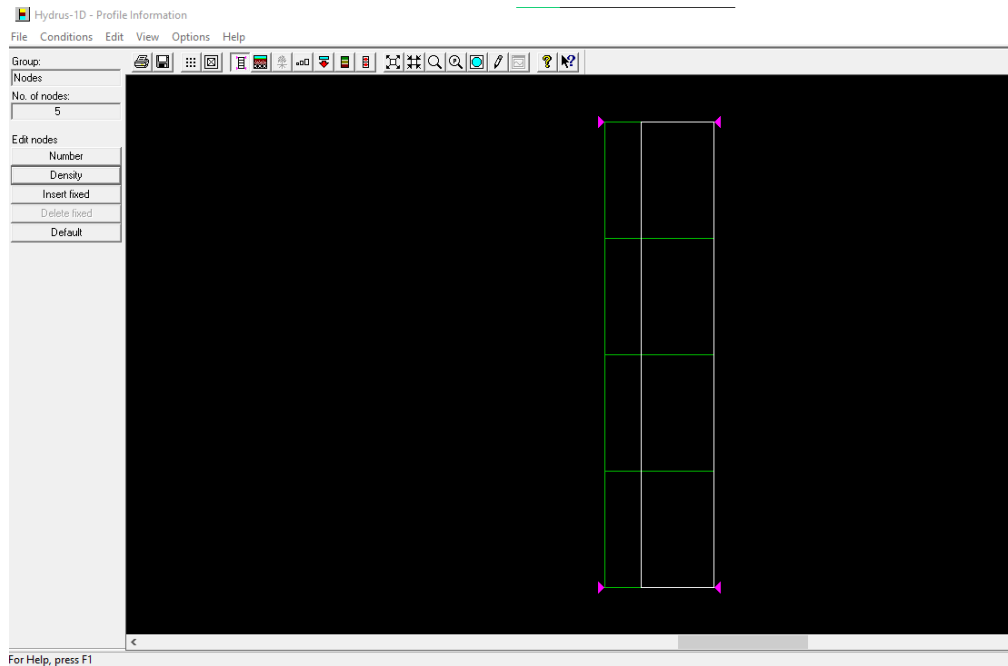 Hydrus-1D - Profile Information
File Conditions Edit View Options Help
Group:
Nodes
No. of nodes:
5
Edit nodes
Number
Density
Insert fixed
Delete fixed
Default
For Help, press F1